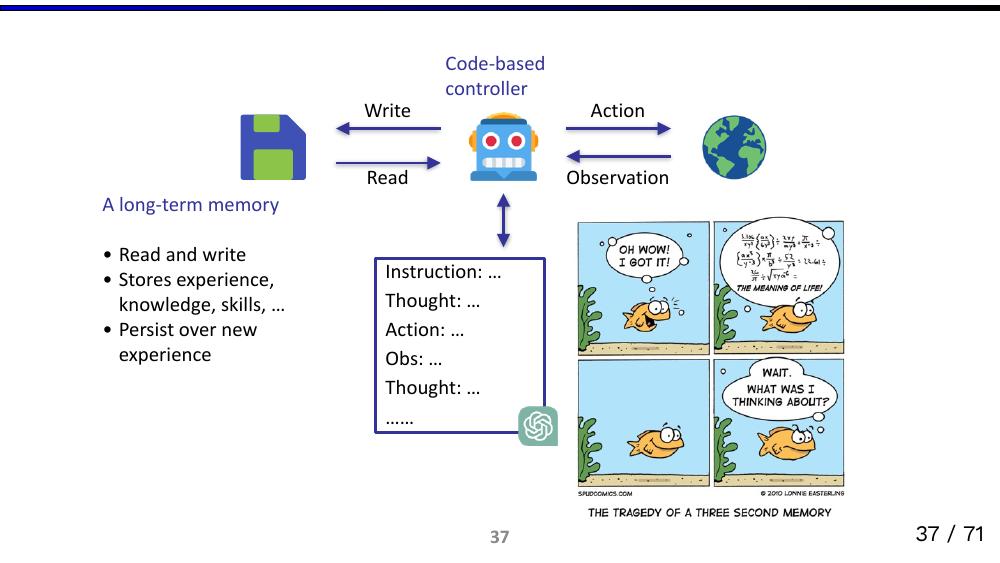 Code-based
controller
Write
Action
Read
Observation
A long-term memory
• Read and write
• Stores experience,
knowledge, skills, …
• Persist over new
experience
Instruction: …
Thought: …
Action: …
Obs: …
Thought: …
……
OH WOW!
I GOT IT!
THE MEANING OF LIFE!
WAIT.
WHAT WAS I
THINKING ABOUT?
SPUDCOMICS.COM
© 2010 LONNIE EASTERLING
THE TRAGEDY OF A THREE SECOND MEMORY
37
37 / 71